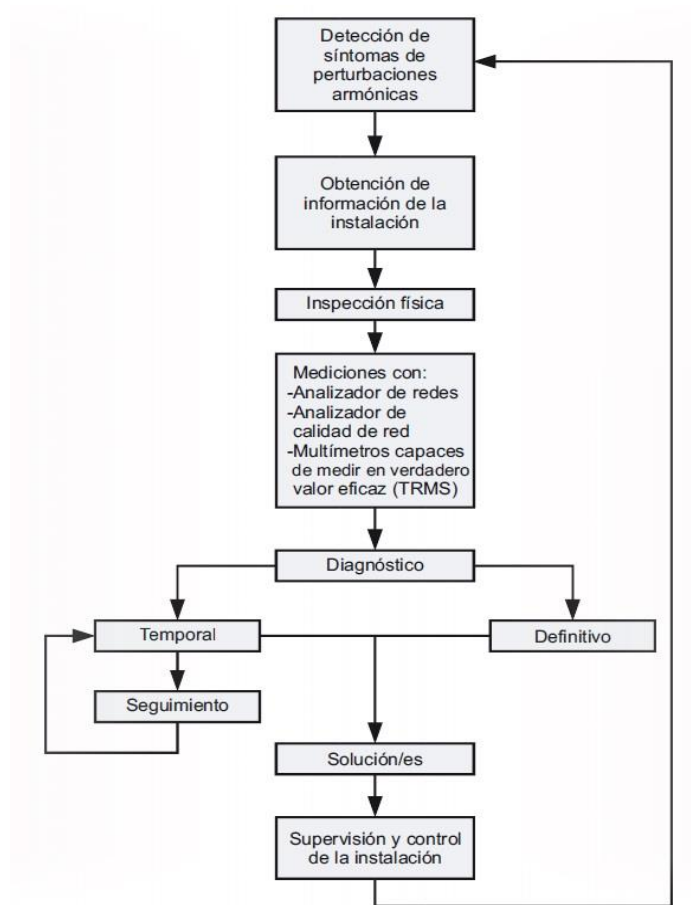 Detección de
síntomas de
perturbaciones
armónicas
Obtención de
información de la
instalación
Inspección física
Mediciones con:
-Analizador de redes
-Analizador de
calidad de red
-Multímetros capaces
de medir en verdadero
valor eficaz (TRMS)
Diagnóstico
Temporal
Definitivo
Seguimiento
Solución/es
Supervisión y control
de la instalación